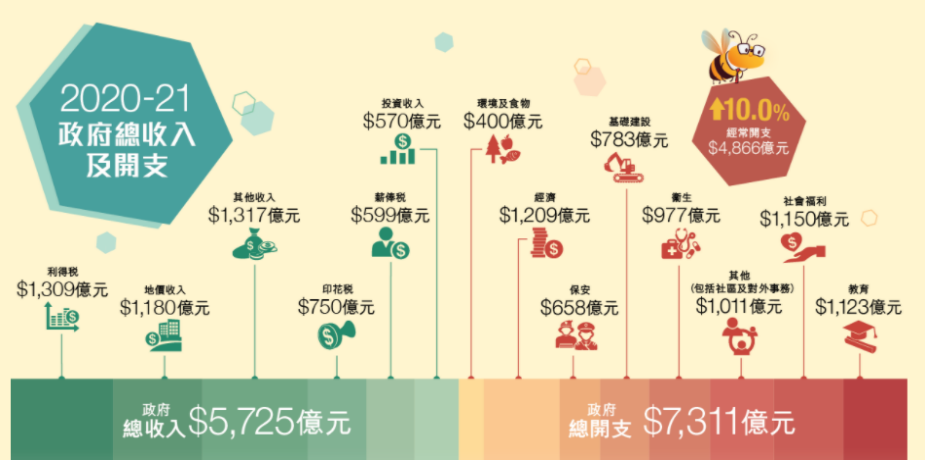 2020-21
政府總收入
及開支
利得稅
$1,309億元
地價收入
$1,180億元
其他收入
$1,317億元
印花稅
$750億元
薪俸稅
$599億元
投資收入
$570億元
環境及食物
$400億元
經濟
$1,209億元
保安
$658億元
基礎建設
$783億元
衞生
$977億元
其他
(包括社區及對外事務)
$1,011億元
社會福利
$1,150億元
教育
$1,123億元
10.0%
經常開支
$4,866億元
政府
總收入 $5,725億元
政府
總開支 $7,311億元